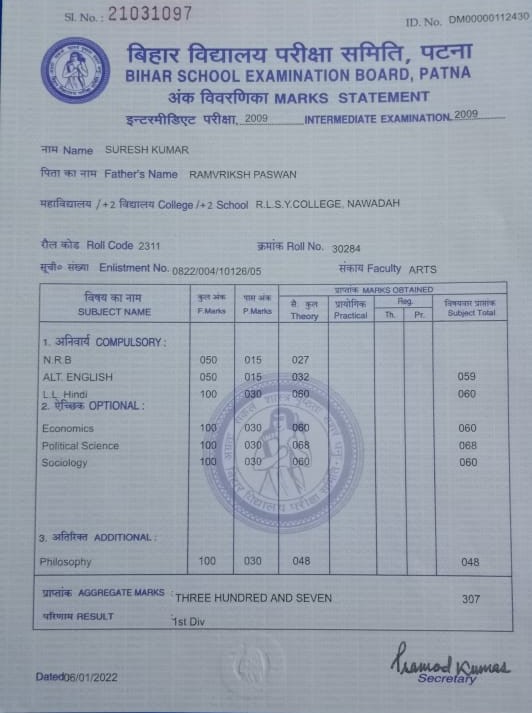 Sl. No. : 21031097
ID. No. DM00000112430
बिहार विद्यालय परीक्षा समिति, पटना
BIHAR SCHOOL EXAMINATION BOARD, PATNA
अंक विवरणिका MARKS STATEMENT
इन्टरमीडिएट परीक्षा, 2009 INTERMEDIATE EXAMINATION, 2009
नाम Name SURESH KUMAR
पिता का नाम Father's Name RAMVRIKSH PASWAN
महाविद्यालय /+2 विद्यालय College /+2 School R.L.S.Y.COLLEGE, NAWADAH
रौल कोड Roll Code 2311 क्रमांक Roll No. 30284
सूची० संख्या Enlistment No. 0822/004/10126/05 संकाय Faculty ARTS
विषय का नाम SUBJECT NAME
कुल अंक F.Marks
पास अंक P.Marks
प्राप्तांक MARKS OBTAINED
सै. कुल Theory
प्रायोगिक Practical
Reg.
Th. Pr.
विषयवार प्राप्तांक Subject Total
1. अनिवार्य COMPULSORY :
N.R.B 050 015 027
ALT. ENGLISH 050 015 032 059
L.L. Hindi 100 030 060 060
2. ऐच्छिक OPTIONAL :
Economics 100 030 060 060
Political Science 100 030 068 068
Sociology 100 030 060 060
बिहार विद्यालय परीक्षा समिति
3. अतिरिक्त ADDITIONAL :
Philosophy 100 030 048 048
प्राप्तांक AGGREGATE MARKS : THREE HUNDRED AND SEVEN 307
परिणाम RESULT 1st Div
Pramod Kumar
Dated06/01/2022 Secretary